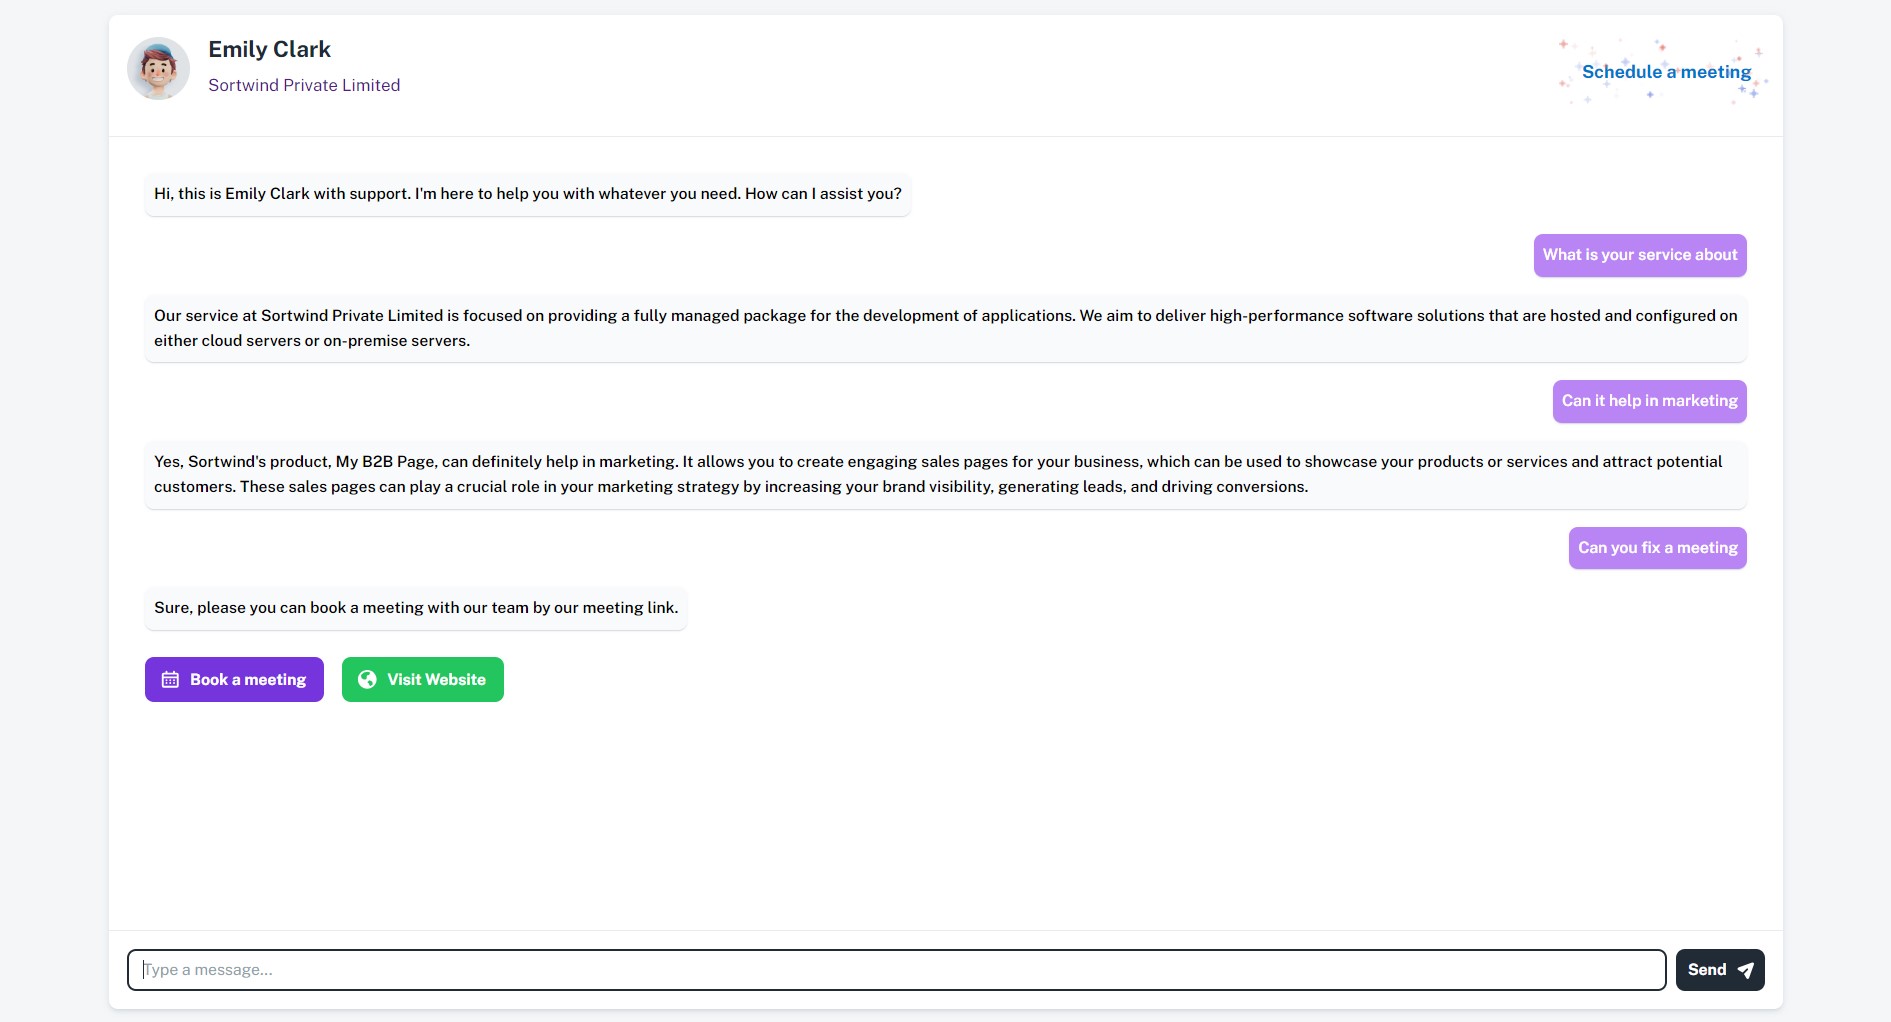 Emily Clark
Sortwind Private Limited
Schedule a meeting
Hi, this is Emily Clark with support. I'm here to help you with whatever you need. How can I assist you?
What is your service about
Our service at Sortwind Private Limited is focused on providing a fully managed package for the development of applications. We aim to deliver high-performance software solutions that are hosted and configured on
either cloud servers or on-premise servers.
Can it help in marketing
Yes, Sortwind's product, My B2B Page, can definitely help in marketing. It allows you to create engaging sales pages for your business, which can be used to showcase your products or services and attract potential
customers. These sales pages can play a crucial role in your marketing strategy by increasing your brand visibility, generating leads, and driving conversions.
Can you fix a meeting
Sure, please you can book a meeting with our team by our meeting link.
Book a meeting
Visit Website
Type a message...
Send